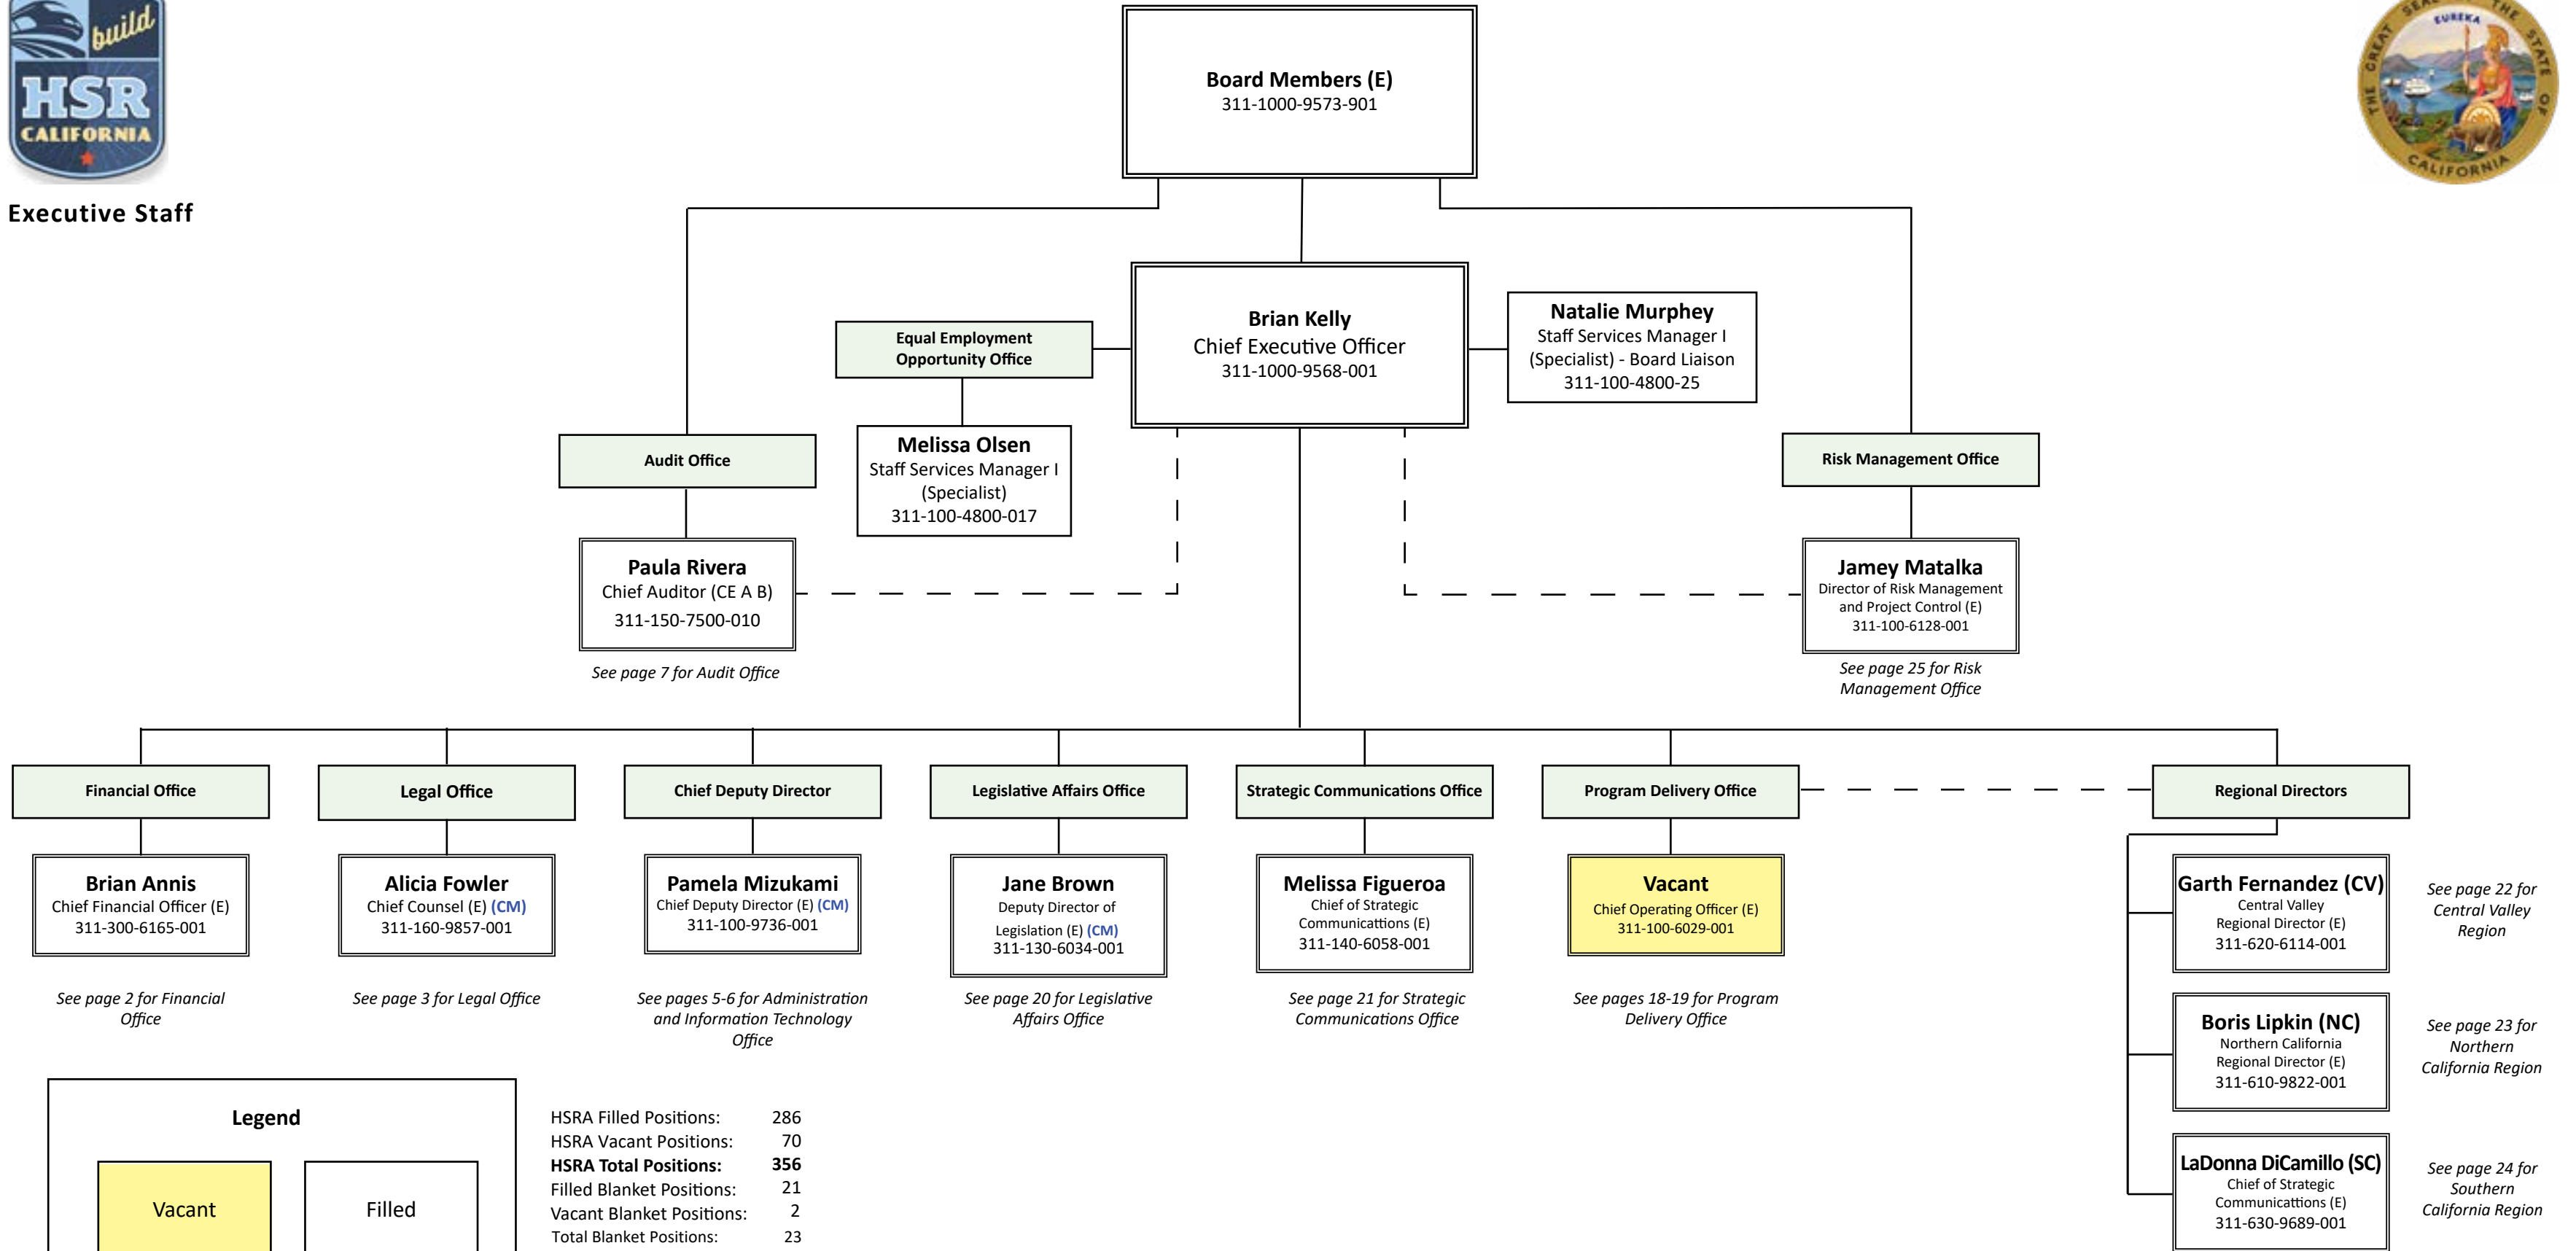 build
HSR
CALIFORNIA
THE GREAT SEAL OF THE STATE OF CALIFORNIA
EUREKA
Executive Staff
Board Members (E)
311-1000-9573-901
Brian Kelly
Chief Executive Officer
311-1000-9568-001
Natalie Murphey
Staff Services Manager I
(Specialist) - Board Liaison
311-100-4800-25
Equal Employment
Opportunity Office
Melissa Olsen
Staff Services Manager I
(Specialist)
311-100-4800-017
Audit Office
Paula Rivera
Chief Auditor (CE A B)
311-150-7500-010
See page 7 for Audit Office
Risk Management Office
Jamey Matalka
Director of Risk Management
and Project Control (E)
311-100-6128-001
See page 25 for Risk
Management Office
Financial Office
Brian Annis
Chief Financial Officer (E)
311-300-6165-001
See page 2 for Financial
Office
Legal Office
Alicia Fowler
Chief Counsel (E) (CM)
311-160-9857-001
See page 3 for Legal Office
Chief Deputy Director
Pamela Mizukami
Chief Deputy Director (E) (CM)
311-100-9736-001
See pages 5-6 for Administration
and Information Technology
Office
Legislative Affairs Office
Jane Brown
Deputy Director of
Legislation (E) (CM)
311-130-6034-001
See page 20 for Legislative
Affairs Office
Strategic Communications Office
Melissa Figueroa
Chief of Strategic
Communicattions (E)
311-140-6058-001
See page 21 for Strategic
Communications Office
Program Delivery Office
Vacant
Chief Operating Officer (E)
311-100-6029-001
See pages 18-19 for Program
Delivery Office
Regional Directors
Garth Fernandez (CV)
Central Valley
Regional Director (E)
311-620-6114-001
See page 22 for
Central Valley
Region
Boris Lipkin (NC)
Northern California
Regional Director (E)
311-610-9822-001
See page 23 for
Northern
California Region
LaDonna DiCamillo (SC)
Chief of Strategic
Communicattions (E)
311-630-9689-001
See page 24 for
Southern
California Region
Legend
Vacant
Filled
HSRA Filled Positions: 286
HSRA Vacant Positions: 70
HSRA Total Positions: 356
Filled Blanket Positions: 21
Vacant Blanket Positions: 2
Total Blanket Positions: 23